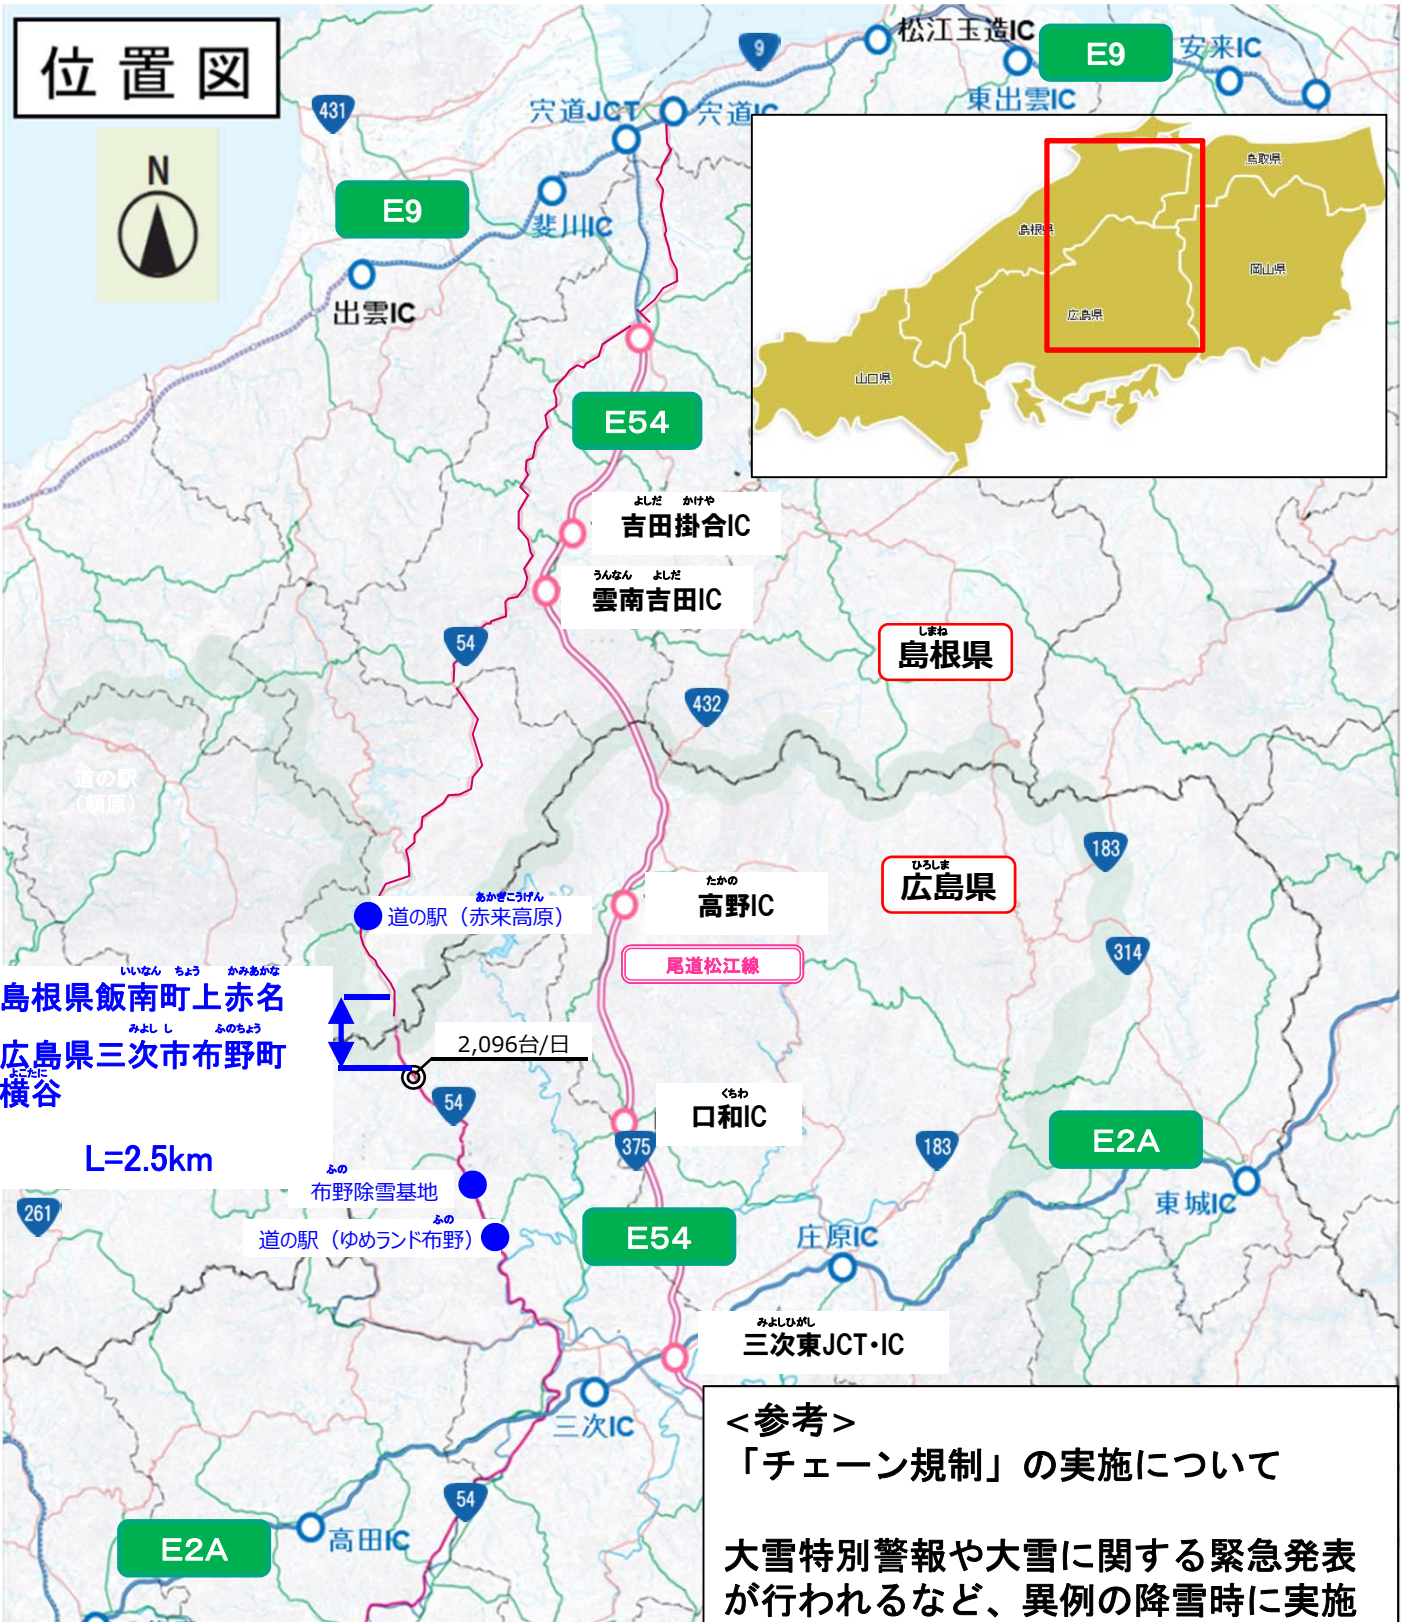 位置図
N
431
9
松江玉造IC
E9
安来IC
東出雲IC
宍道JCT
宍道IC
E9
斐川IC
出雲IC
鳥取県
島根県
岡山県
広島県
山口県
E54
よしだ かけや
吉田掛合IC
うんなん よしだ
雲南吉田IC
54
しまね
島根県
432
道の駅
(頓原)
183
ひろしま
広島県
たかの
高野IC
あかぎこうげん
道の駅（赤来高原）
尾道松江線
314
いいなん ちょう かみあかな
島根県飯南町上赤名
みよし し ふのちょう
広島県三次市布野町
よこたに
横谷
L=2.5km
2,096台/日
54
くちわ
口和IC
375
183
E2A
東城IC
ふの
布野除雪基地
261
ふの
道の駅（ゆめランド布野）
E54
庄原IC
みよしひがし
三次東JCT・IC
三次IC
54
高田IC
E2A
<参考>
「チェーン規制」の実施について
大雪特別警報や大雪に関する緊急発表
が行われるなど、異例の降雪時に実施